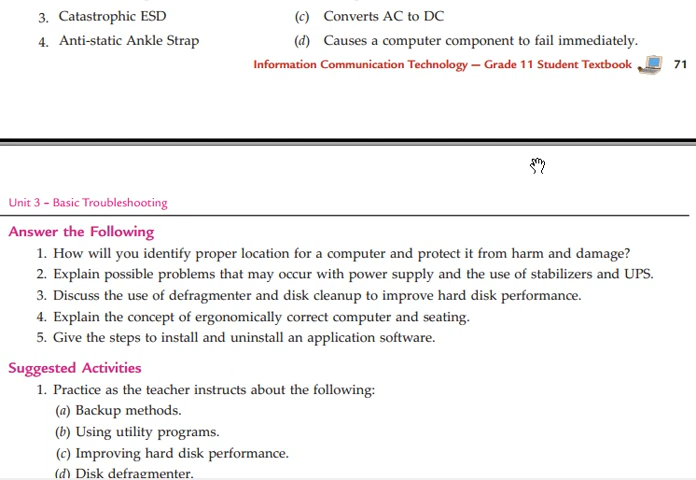 3. Catastrophic ESD (c) Converts AC to DC
4. Anti-static Ankle Strap (d) Causes a computer component to fail immediately.
Information Communication Technology — Grade 11 Student Textbook 71
Unit 3 – Basic Troubleshooting
Answer the Following
1. How will you identify proper location for a computer and protect it from harm and damage?
2. Explain possible problems that may occur with power supply and the use of stabilizers and UPS.
3. Discuss the use of defragmenter and disk cleanup to improve hard disk performance.
4. Explain the concept of ergonomically correct computer and seating.
5. Give the steps to install and uninstall an application software.
Suggested Activities
1. Practice as the teacher instructs about the following:
(a) Backup methods.
(b) Using utility programs.
(c) Improving hard disk performance.
(d) Disk defragmenter.